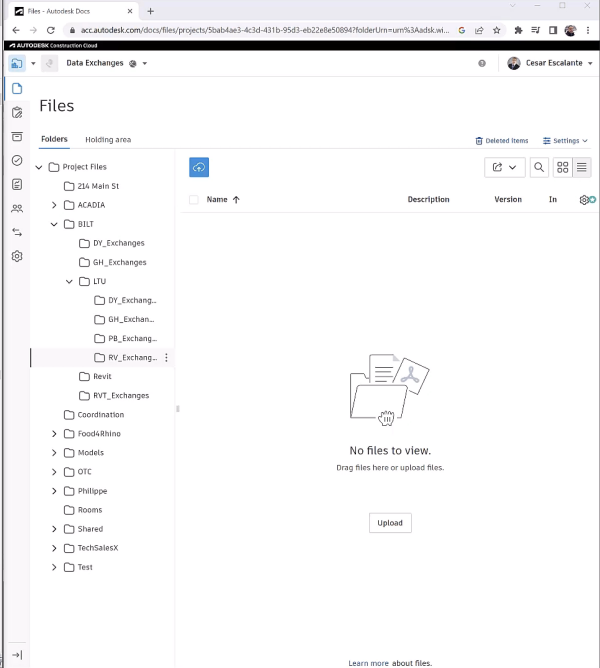 Files | Autodesk Docs
acc.autodesk.com/docs/files/projects/5bab4ae3-4c3d-431b-95d3-eb22e8e50894?folderUrn=urn%3Aadsk.wi...
AUTODESK Construction Cloud
Data Exchanges
Cesar Escalante
Files
Folders
Holding area
Deleted items
Settings
Project Files
214 Main St
ACADIA
BILT
DY_Exchanges
GH_Exchanges
LTU
DY_Exchang...
GH_Exchan...
PB_Exchang...
RV_Exchang...
Revit
RVT_Exchanges
Coordination
Food4Rhino
Models
OTC
Philippe
Rooms
Shared
TechSalesX
Test
Name
Description
Version
In
No files to view.
Drag files here or upload files.
Upload
Learn more about files.